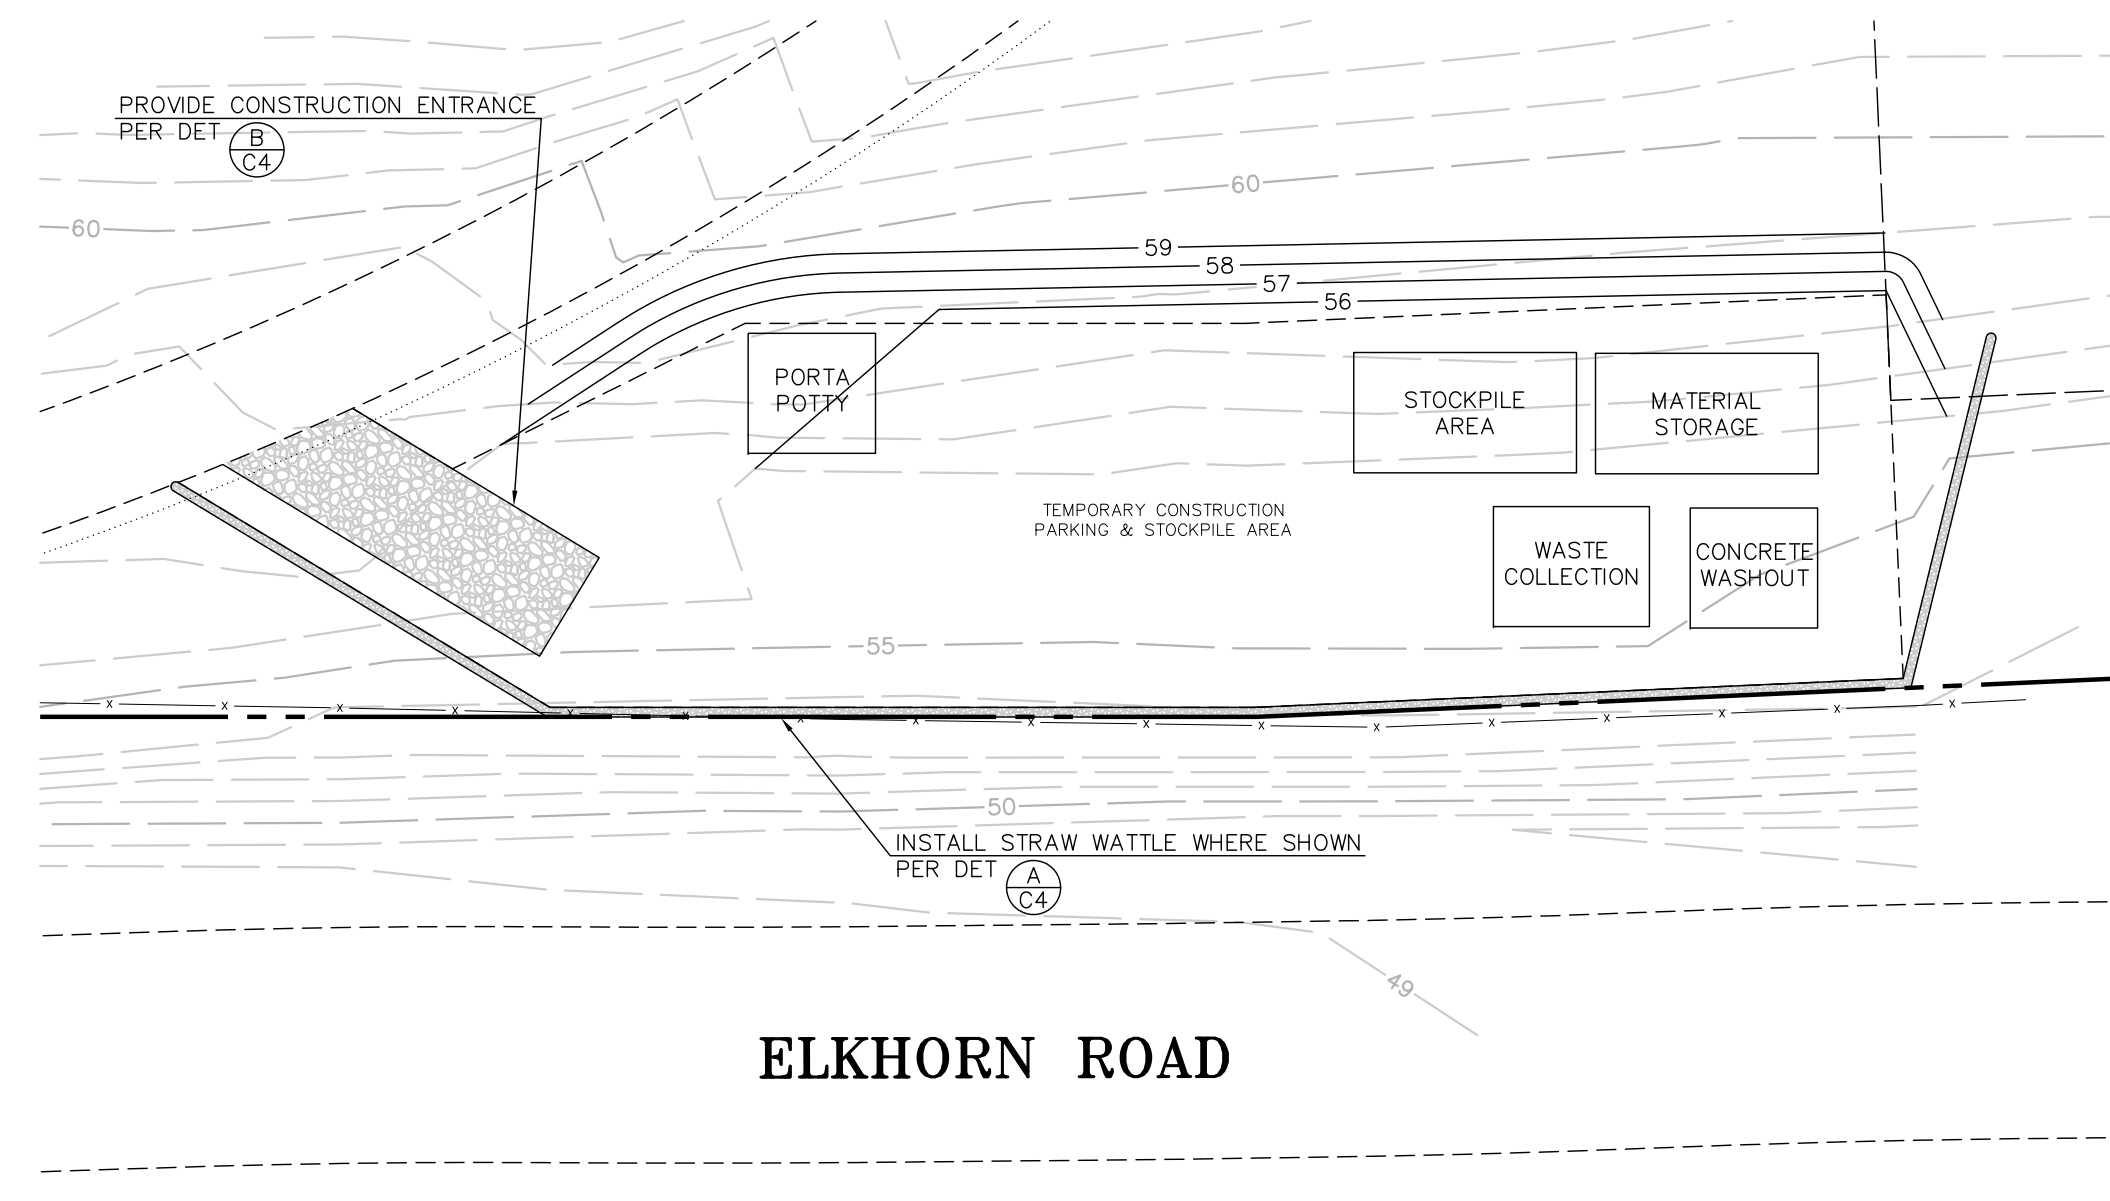 PROVIDE CONSTRUCTION ENTRANCE
PER DET
B
C4
60
60
59
58
57
56
PORTA
POTTY
STOCKPILE
AREA
MATERIAL
STORAGE
TEMPORARY CONSTRUCTION
PARKING & STOCKPILE AREA
WASTE
COLLECTION
CONCRETE
WASHOUT
55
x x x x x x x x x x x x x x x x x
50
INSTALL STRAW WATTLE WHERE SHOWN
PER DET
A
C4
49
ELKHORN ROAD